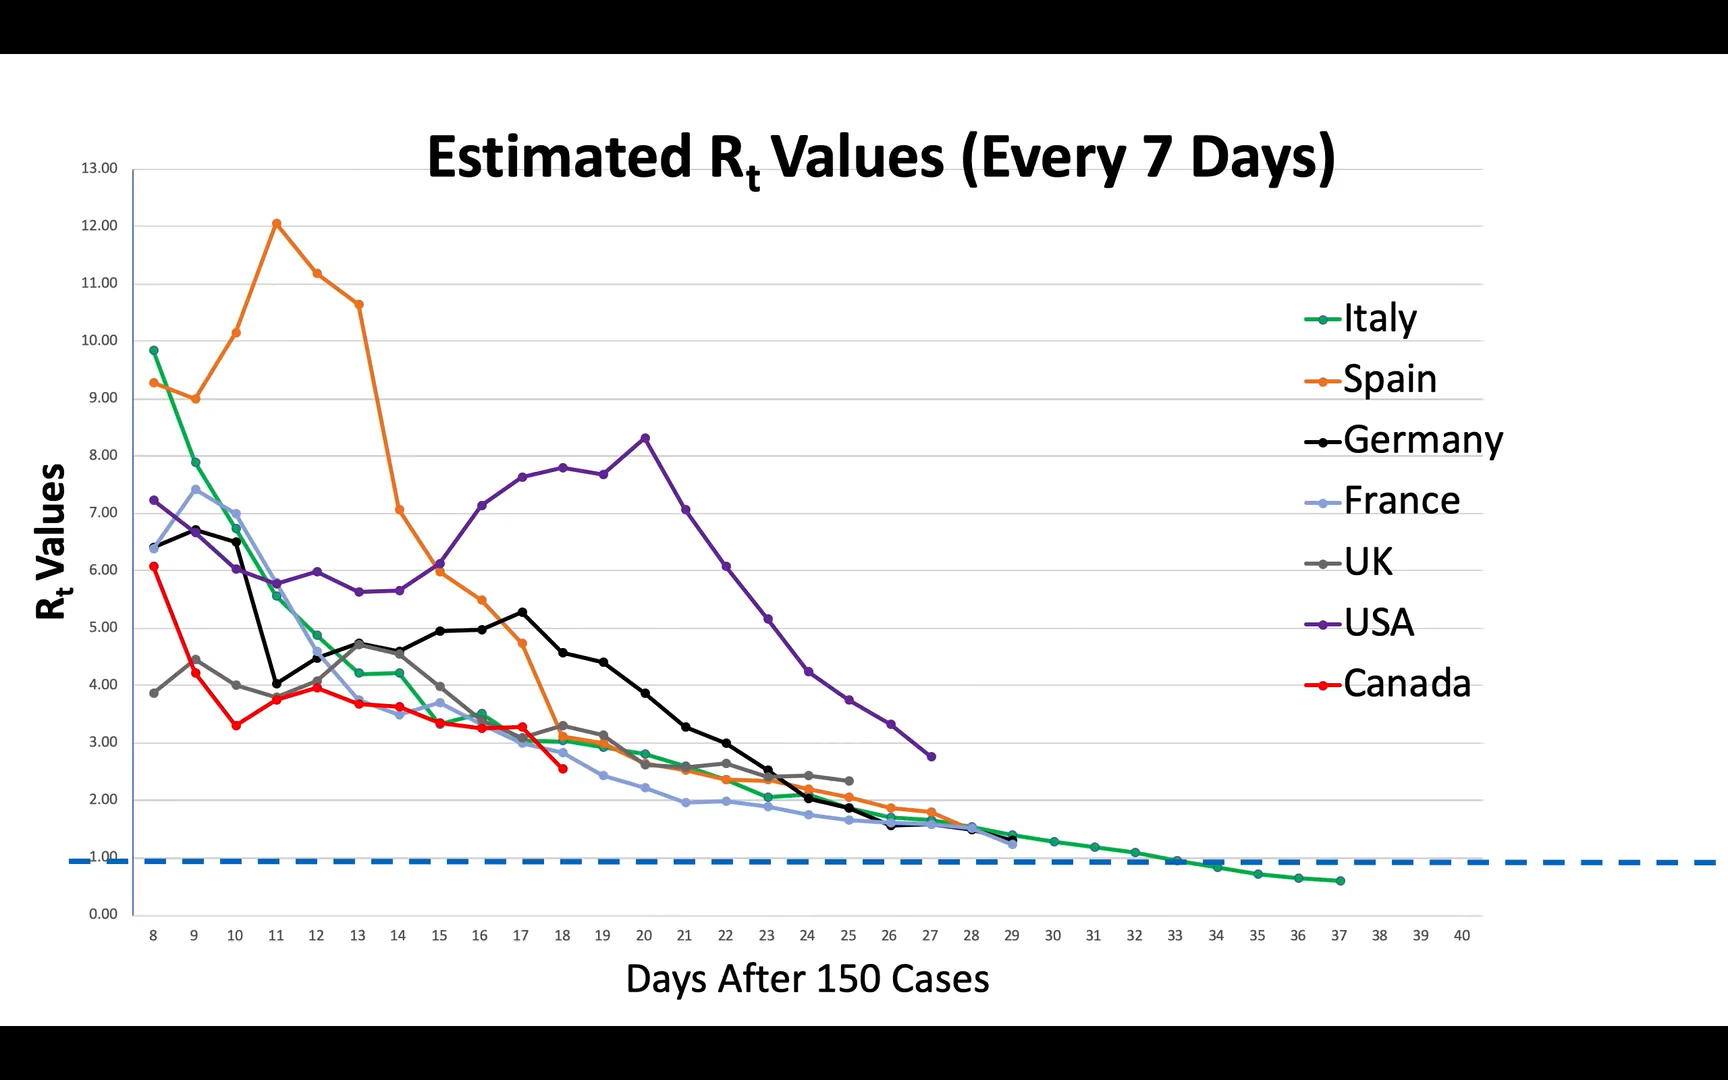 Estimated Rt Values (Every 7 Days)
13.00
12.00
11.00
10.00
9.00
8.00
7.00
6.00
5.00
4.00
3.00
2.00
1.00
0.00
Rt Values
Italy
Spain
Germany
France
UK
USA
Canada
8 9 10 11 12 13 14 15 16 17 18 19 20 21 22 23 24 25 26 27 28 29 30 31 32 33 34 35 36 37 38 39 40
Days After 150 Cases